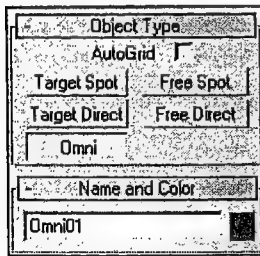 - Object Type
AutoGrid
Target Spot Free Spot
Target Direct Free Direct
Omni
- Name and Color
Omni01